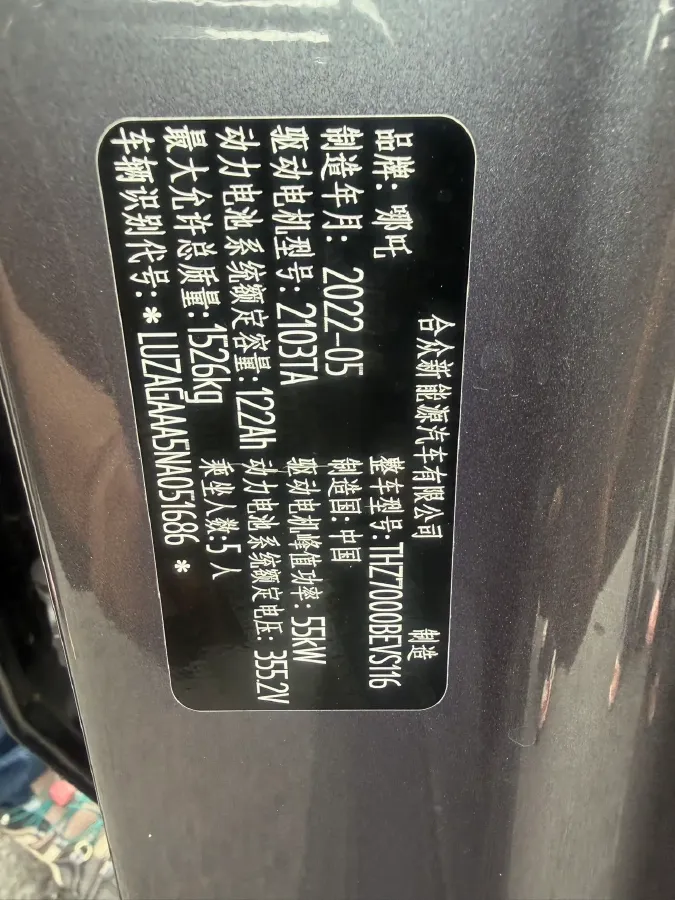 合众新能源汽车有限公司 制造
品牌: 哪吒 整车型号: THZ7000BEVS116
制造年月: 2022-05 制造国: 中国
驱动电机型号: 2103TA 驱动电机峰值功率: 55kW
动力电池系统额定容量: 122Ah 动力电池系统额定电压: 355.2V
最大允许总质量: 1526kg 乘坐人数: 5人
车辆识别代号: * LUZAGAAA5NA051686 *